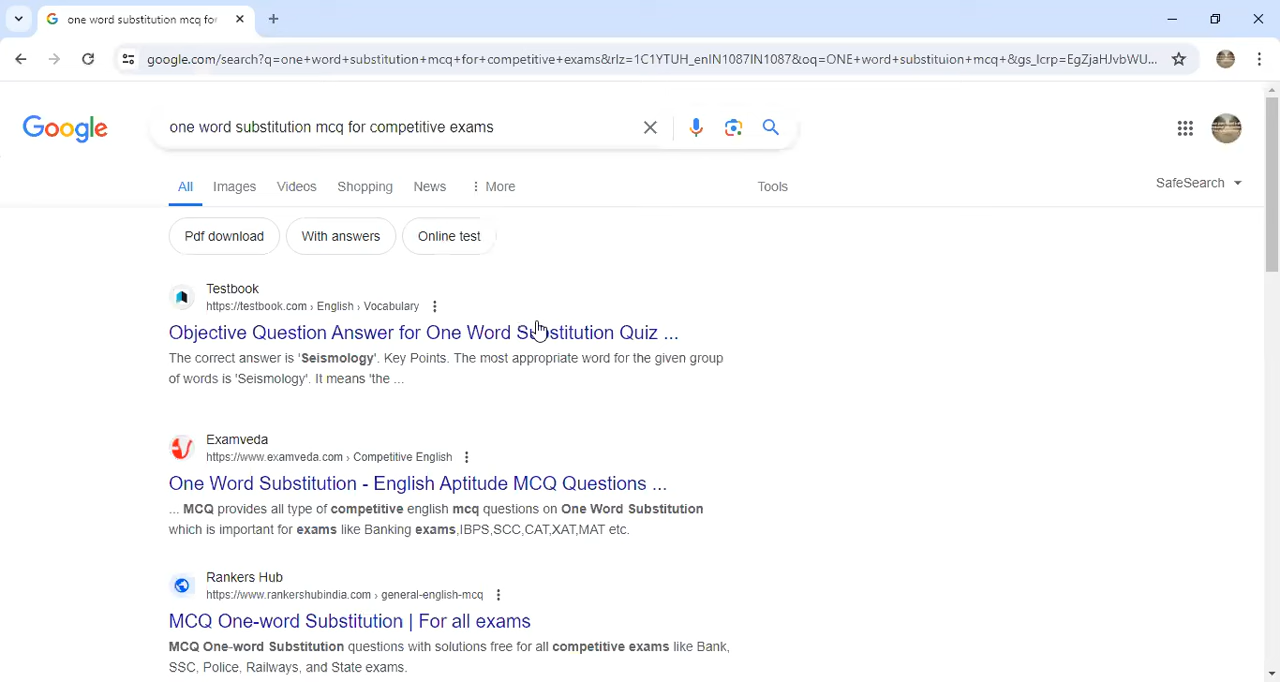 one word substitution mcq fo
google.com/search?q=one+word+substitution+mcq+for+competitive+exams&rlz=1C1YTUH_enIN1087IN1087&oq=ONE+word+substituion+mcq+&gs_lcrp=EgZjaHJvbWU...
Google
one word substitution mcq for competitive exams
All Images Videos Shopping News More Tools SafeSearch
Pdf download With answers Online test
Testbook
https://testbook.com › English › Vocabulary
Objective Question Answer for One Word Substitution Quiz ...
The correct answer is 'Seismology'. Key Points. The most appropriate word for the given group
of words is 'Seismology'. It means 'the ...
Examveda
https://www.examveda.com › Competitive English
One Word Substitution - English Aptitude MCQ Questions ...
... MCQ provides all type of competitive english mcq questions on One Word Substitution
which is important for exams like Banking exams,IBPS,SCC,CAT,XAT,MAT etc.
Rankers Hub
https://www.rankershubindia.com › general-english-mcq
MCQ One-word Substitution | For all exams
MCQ One-word Substitution questions with solutions free for all competitive exams like Bank,
SSC, Police, Railways, and State exams.